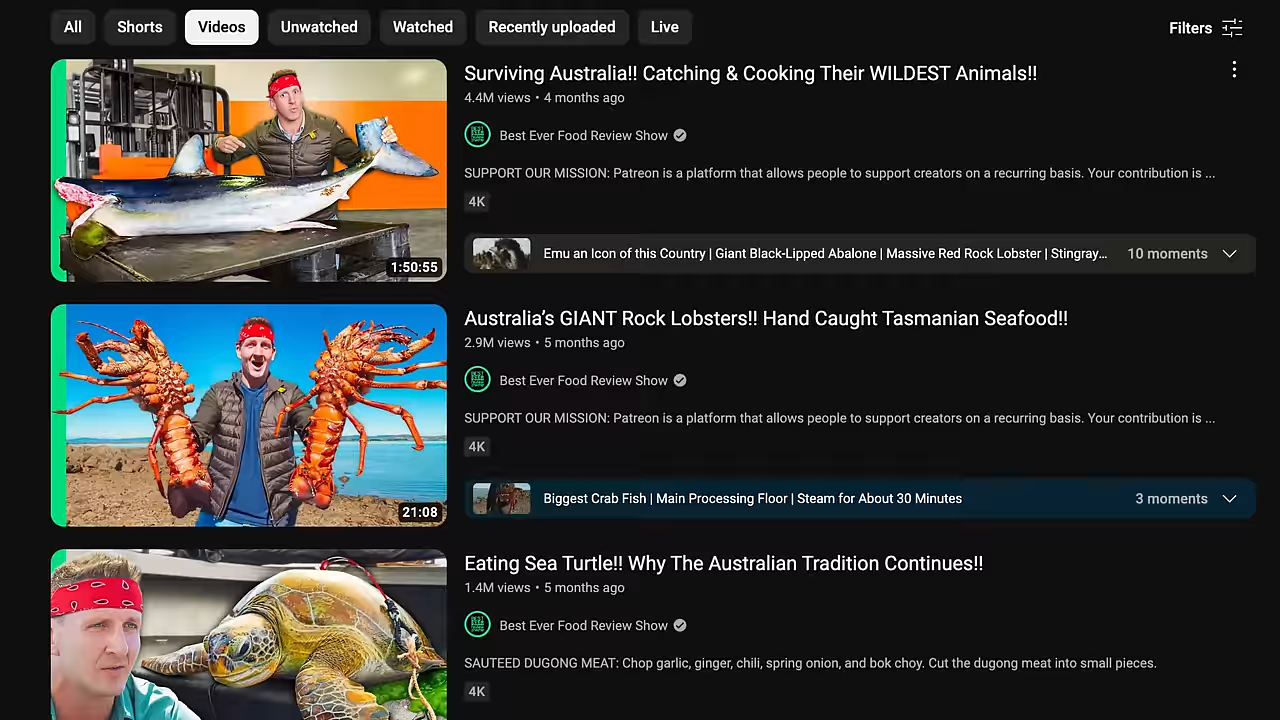 All
Shorts
Videos
Unwatched
Watched
Recently uploaded
Live
Filters
Surviving Australia!! Catching & Cooking Their WILDEST Animals!!
4.4M views • 4 months ago
Best Ever Food Review Show
SUPPORT OUR MISSION: Patreon is a platform that allows people to support creators on a recurring basis. Your contribution is ...
4K
1:50:55
Emu an Icon of this Country | Giant Black-Lipped Abalone | Massive Red Rock Lobster | Stingray...
10 moments
Australia’s GIANT Rock Lobsters!! Hand Caught Tasmanian Seafood!!
2.9M views • 5 months ago
Best Ever Food Review Show
SUPPORT OUR MISSION: Patreon is a platform that allows people to support creators on a recurring basis. Your contribution is ...
4K
21:08
Biggest Crab Fish | Main Processing Floor | Steam for About 30 Minutes
3 moments
Eating Sea Turtle!! Why The Australian Tradition Continues!!
1.4M views • 5 months ago
Best Ever Food Review Show
SAUTEED DUGONG MEAT: Chop garlic, ginger, chili, spring onion, and bok choy. Cut the dugong meat into small pieces.
4K